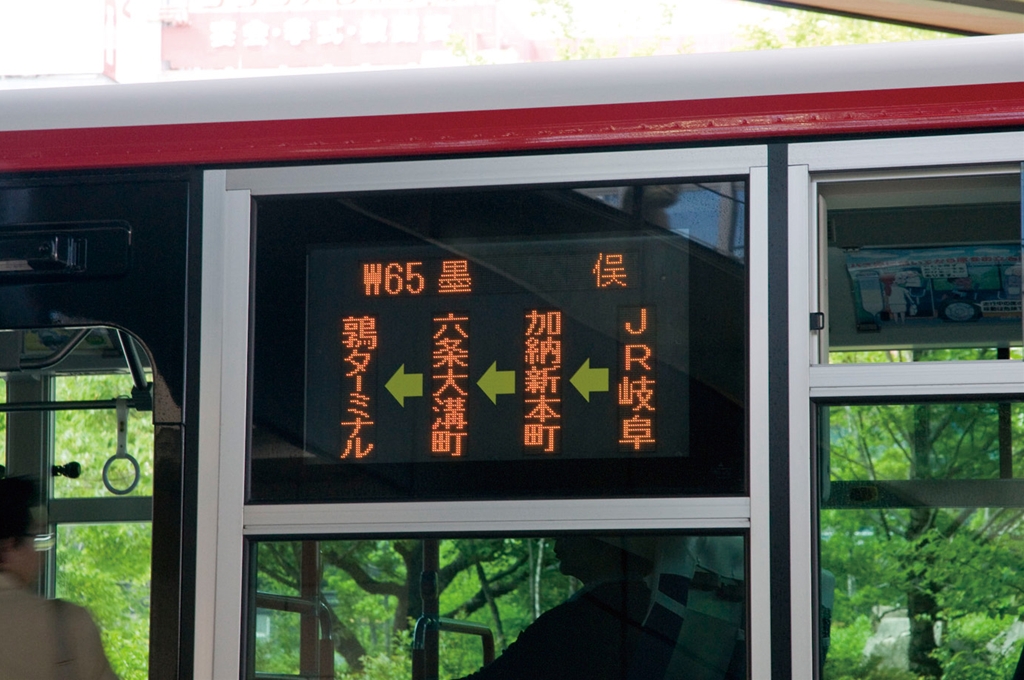 W65 墨俣
JR岐阜
加納新本町
六条大溝町
鶉ターミナル